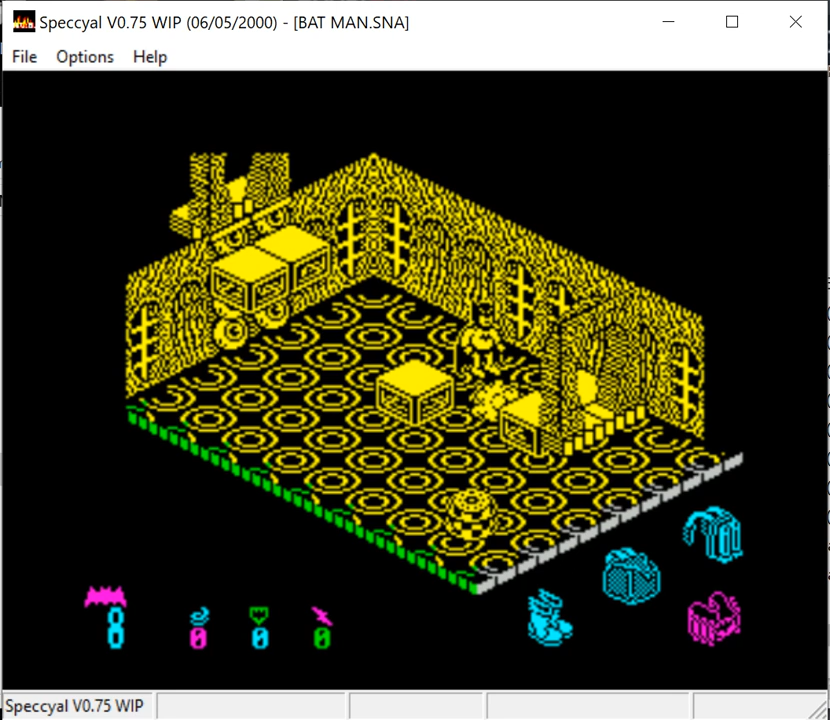 Speccyal V0.75 WIP (06/05/2000) - [BAT MAN.SNA]
File Options Help
8 0 0 0
Speccyal V0.75 WIP